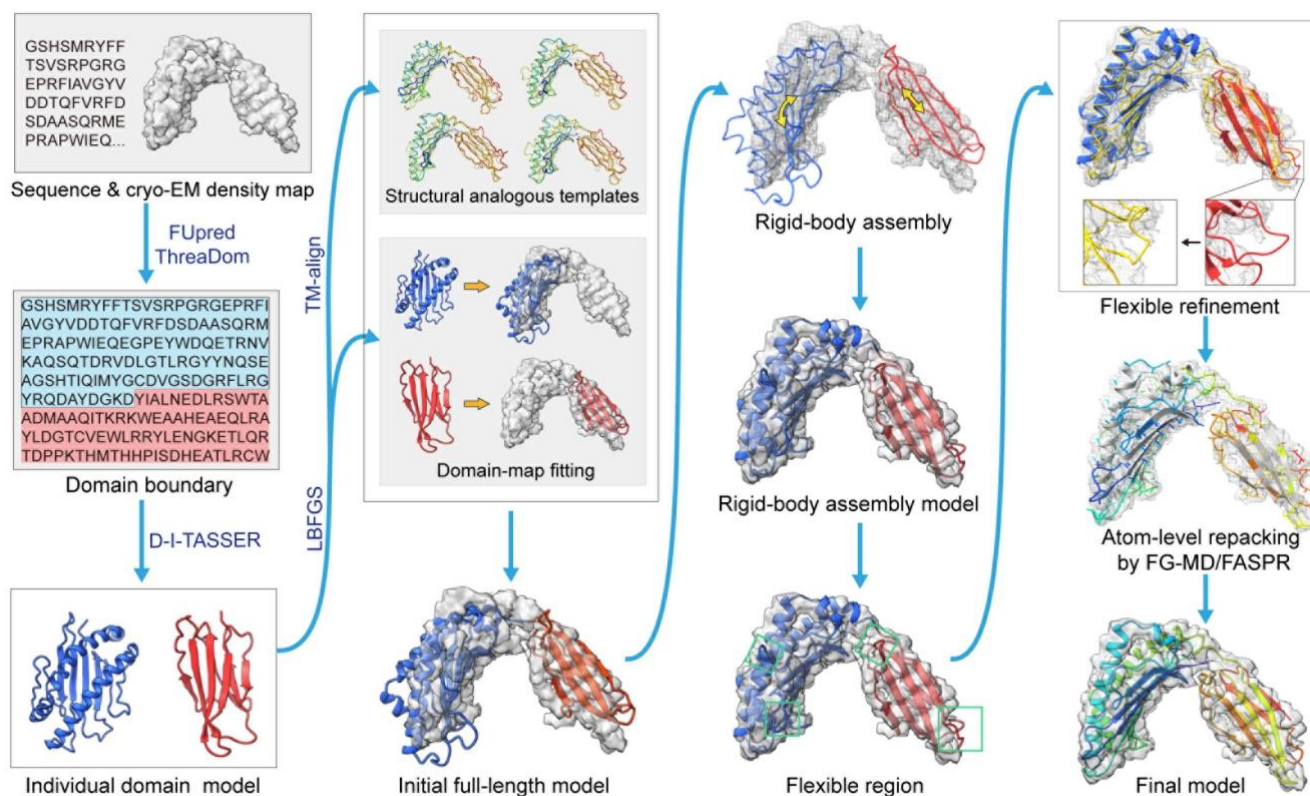 GSHSMRYFF
TSVSRPGRG
EPRFIAVGYV
DDTQFVRFD
SDAASQRME
PRAPWIEQ...
Sequence & cryo-EM density map
FUpred
ThreaDom
GSHSMRYFFTSVSRPGRGEPRFI
AVGYVDDTQFVRFDSDAASQRM
EPRAPWIEQEGPEYWDQETRNV
KAQSQTDRVDLGTLRGYYNQSE
AGSHTIQIMYGCDVGSDGRFLRG
YRQDAYDGKDYIALNEDLRSWTA
ADMAAQITKRKWEAAHEAEQLRA
YLDGTCVEWLRRYLENGKETLQR
TDPPKTHMTHHPISDHEATLRCW
Domain boundary
D-I-TASSER
Individual domain model
TM-align
LBFGS
Structural analogous templates
Domain-map fitting
Initial full-length model
Rigid-body assembly
Rigid-body assembly model
Flexible region
Flexible refinement
Atom-level repacking
by FG-MD/FASPR
Final model